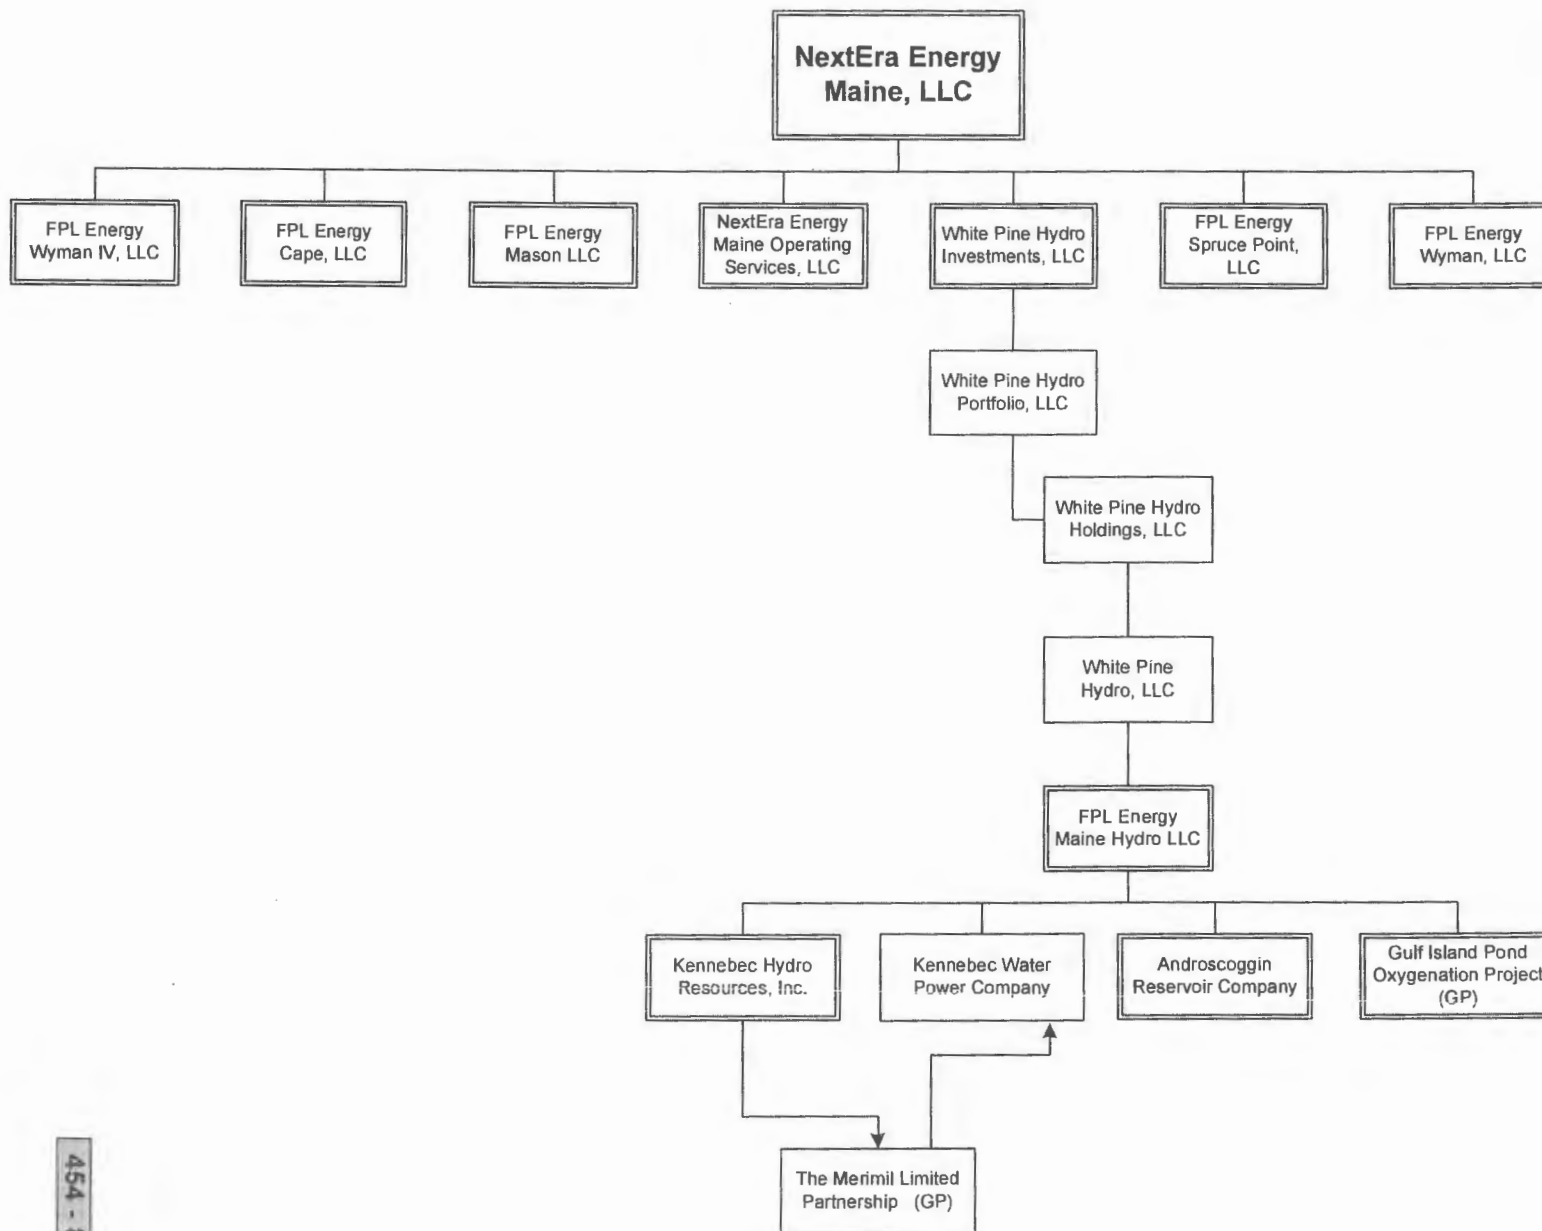 NextEra Energy
Maine, LLC
FPL Energy
Wyman IV, LLC
FPL Energy
Cape, LLC
FPL Energy
Mason LLC
NextEra Energy
Maine Operating
Services, LLC
White Pine Hydro
Investments, LLC
FPL Energy
Spruce Point,
LLC
FPL Energy
Wyman, LLC
White Pine Hydro
Portfolio, LLC
White Pine Hydro
Holdings, LLC
White Pine
Hydro, LLC
FPL Energy
Maine Hydro LLC
Kennebec Hydro
Resources, Inc.
Kennebec Water
Power Company
Androscoggin
Reservoir Company
Gulf Island Pond
Oxygenation Project
(GP)
The Merimil Limited
Partnership (GP)
454 -